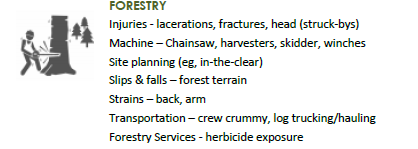 FORESTRY
Injuries - lacerations, fractures, head (struck-bys)
Machine – Chainsaw, harvesters, skidder, winches
Site planning (eg, in-the-clear)
Slips & falls – forest terrain
Strains – back, arm
Transportation – crew crummy, log trucking/hauling
Forestry Services - herbicide exposure